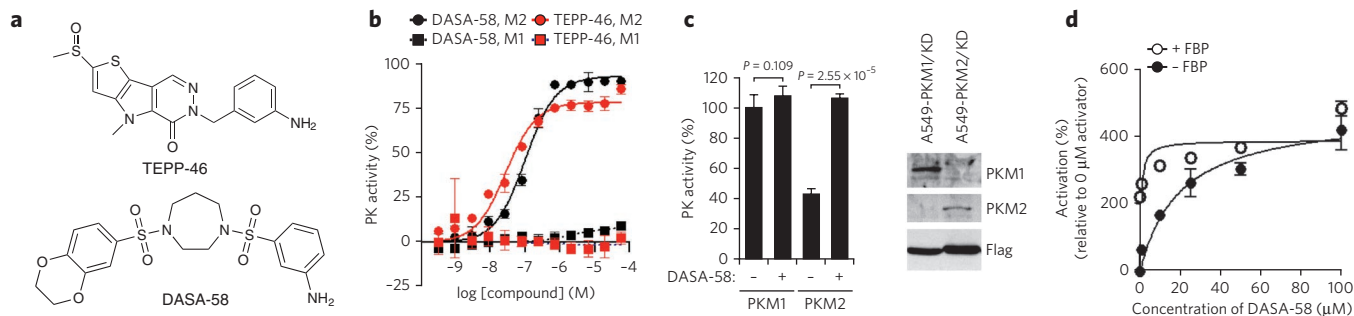 a
S
O
S
N
N
N
O
NH2
TEPP-46
O
O
S
O
O
N
N
S
O
O
NH2
DASA-58
b
DASA-58, M2
TEPP-46, M2
DASA-58, M1
TEPP-46, M1
PK activity (%)
100
75
50
25
0
−25
−9 −8 −7 −6 −5 −4
log [compound] (M)
c
P = 0.109
P = 2.55 × 10−5
PK activity (%)
120
100
80
60
40
20
0
DASA-58: – + – +
PKM1 PKM2
A549-PKM1/KD
A549-PKM2/KD
PKM1
PKM2
Flag
d
+ FBP
– FBP
Activation (%)
(relative to 0 μM activator)
600
400
200
0
0 20 40 60 80 100
Concentration of DASA-58 (μM)